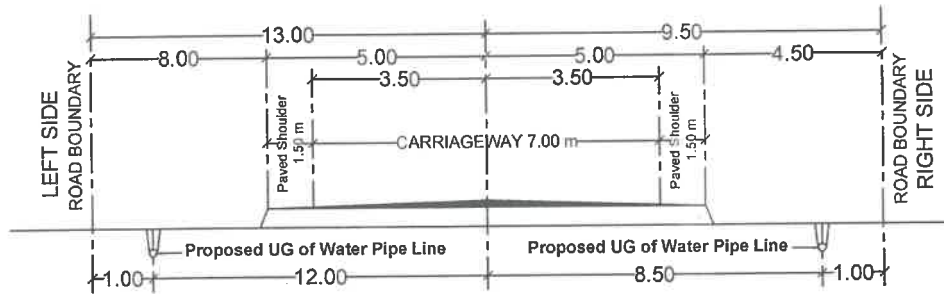 13.00
9.50
8.00
5.00
5.00
4.50
3.50
3.50
LEFT SIDE
ROAD BOUNDARY
Paved Shoulder
1.50 m
CARRIAGEWAY 7.00 m
Paved Shoulder
1.50 m
ROAD BOUNDARY
RIGHT SIDE
Proposed UG of Water Pipe Line
Proposed UG of Water Pipe Line
1.00
12.00
8.50
1.00